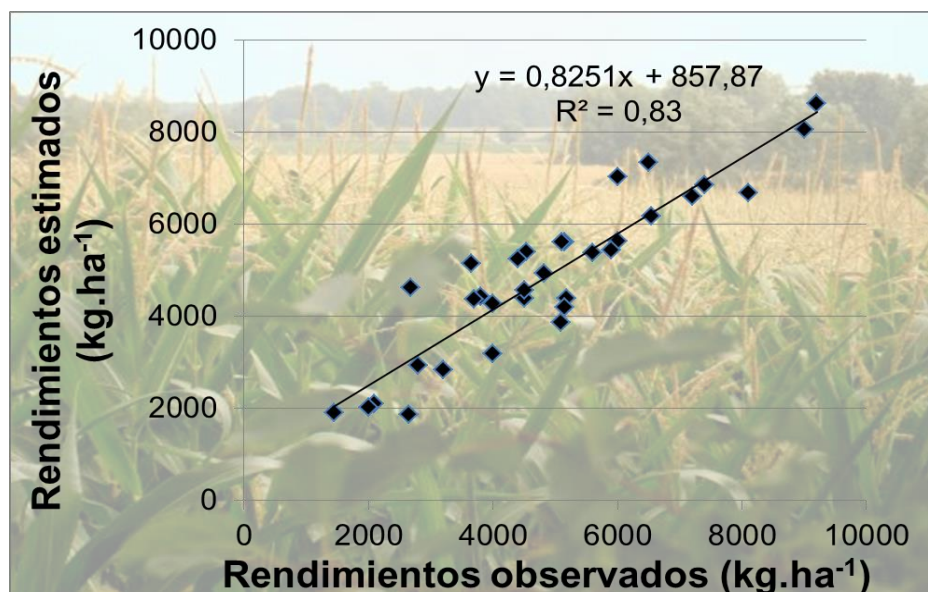 Rendimientos estimados
(kg.ha⁻¹)
10000
8000
6000
4000
2000
0
y = 0,8251x + 857,87
R² = 0,83
0 2000 4000 6000 8000 10000
Rendimientos observados (kg.ha⁻¹)